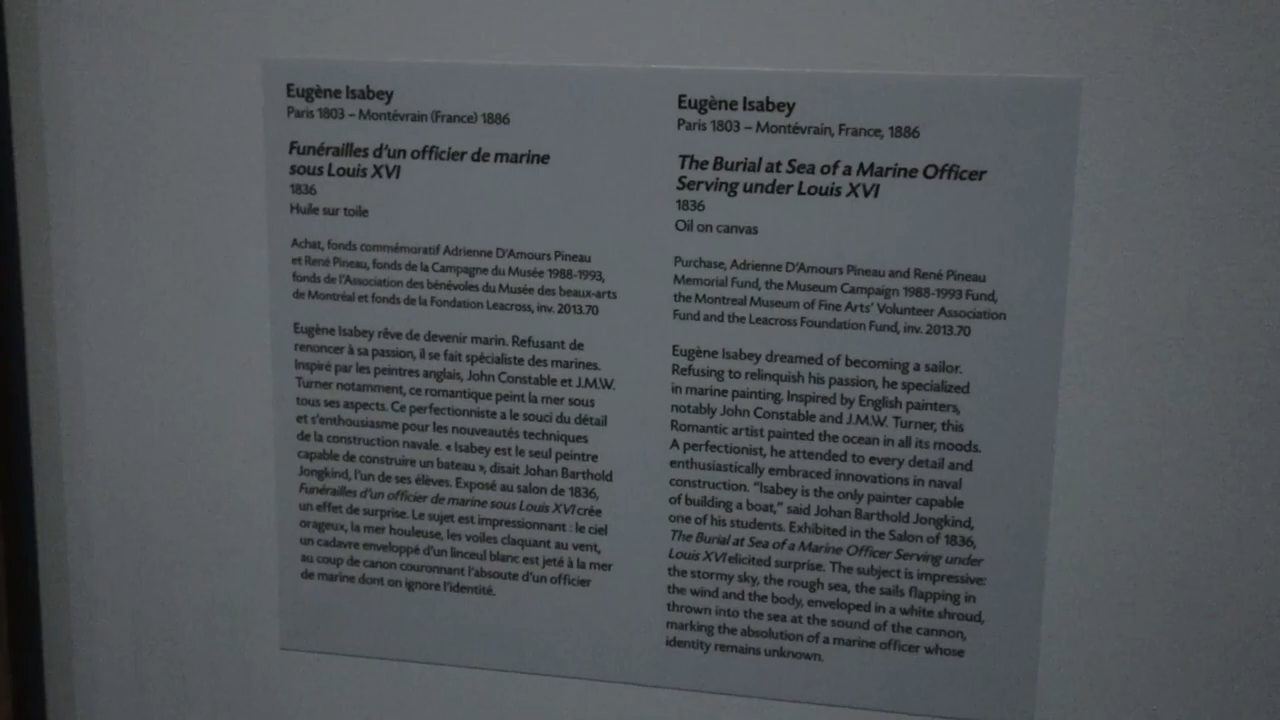 Eugène Isabey
Paris 1803 – Montévrain (France) 1886
Funérailles d'un officier de marine
sous Louis XVI
1836
Huile sur toile
Achat, fonds commémoratif Adrienne D'Amours Pineau
et René Pineau, fonds de la Campagne du Musée 1988-1993,
fonds de l'Association des bénévoles du Musée des beaux-arts
de Montréal et fonds de la Fondation Leacross, inv. 2013.70
Eugène Isabey rêve de devenir marin. Refusant de
renoncer à sa passion, il se fait spécialiste des marines.
Inspiré par les peintres anglais, John Constable et J.M.W.
Turner notamment, ce romantique peint la mer sous
tous ses aspects. Ce perfectionniste a le souci du détail
et s'enthousiasme pour les nouveautés techniques
de la construction navale. « Isabey est le seul peintre
capable de construire un bateau », disait Johan Barthold
Jongkind, l'un de ses élèves. Exposé au salon de 1836,
Funérailles d'un officier de marine sous Louis XVI crée
un effet de surprise. Le sujet est impressionnant : le ciel
orageux, la mer houleuse, les voiles claquant au vent,
un cadavre enveloppé d'un linceul blanc est jeté à la mer
au coup de canon couronnant l'absoute d'un officier
de marine dont on ignore l'identité.
Eugène Isabey
Paris 1803 – Montévrain, France, 1886
The Burial at Sea of a Marine Officer
Serving under Louis XVI
1836
Oil on canvas
Purchase, Adrienne D'Amours Pineau and René Pineau
Memorial Fund, the Museum Campaign 1988-1993 Fund,
the Montreal Museum of Fine Arts' Volunteer Association
Fund and the Leacross Foundation Fund, inv. 2013.70
Eugène Isabey dreamed of becoming a sailor.
Refusing to relinquish his passion, he specialized
in marine painting. Inspired by English painters,
notably John Constable and J.M.W. Turner, this
Romantic artist painted the ocean in all its moods.
A perfectionist, he attended to every detail and
enthusiastically embraced innovations in naval
construction. “Isabey is the only painter capable
of building a boat,” said Johan Barthold Jongkind,
one of his students. Exhibited in the Salon of 1836,
The Burial at Sea of a Marine Officer Serving under
Louis XVI elicited surprise. The subject is impressive:
the stormy sky, the rough sea, the sails flapping in
the wind and the body, enveloped in a white shroud,
thrown into the sea at the sound of the cannon,
marking the absolution of a marine officer whose
identity remains unknown.